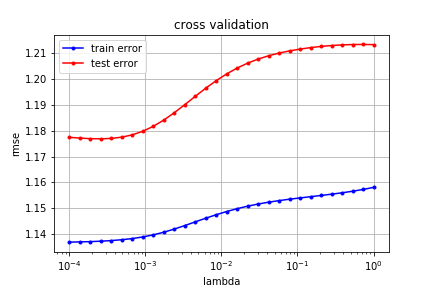 cross validation
train error
test error
1.21
1.20
1.19
1.18
1.17
1.16
1.15
1.14
rmse
10⁻⁴
10⁻³
10⁻²
10⁻¹
10⁰
lambda